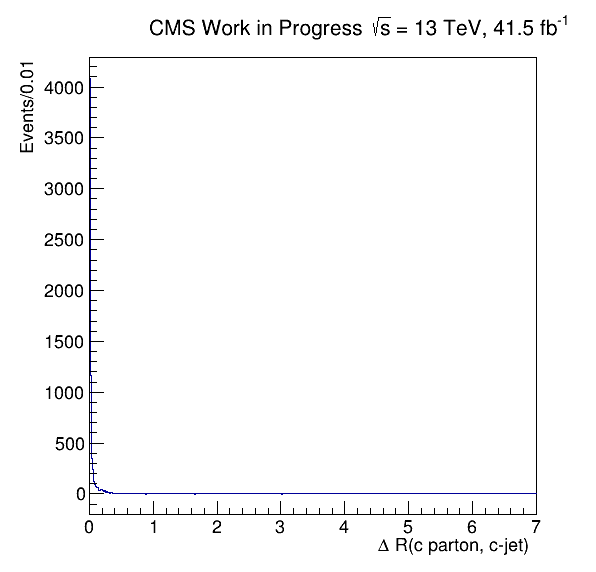 CMS Work in Progress √s = 13 TeV, 41.5 fb⁻¹
Events/0.01
4000
3500
3000
2500
2000
1500
1000
500
0
0 1 2 3 4 5 6 7
Δ R(c parton, c-jet)